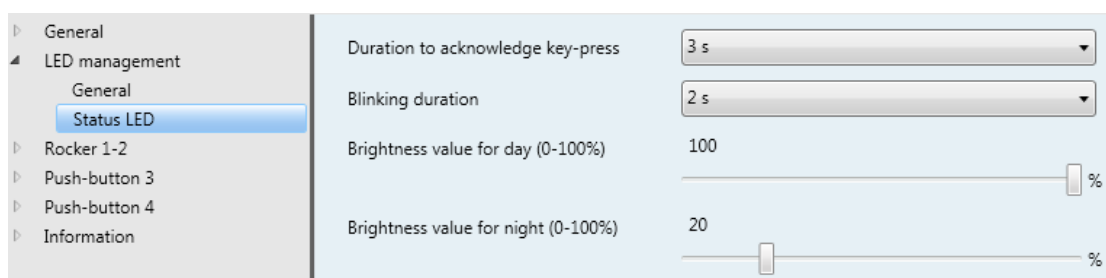 General
LED management
General
Status LED
Rocker 1-2
Push-button 3
Push-button 4
Information
Duration to acknowledge key-press 3 s
Blinking duration 2 s
Brightness value for day (0-100%) 100
%
Brightness value for night (0-100%) 20
%